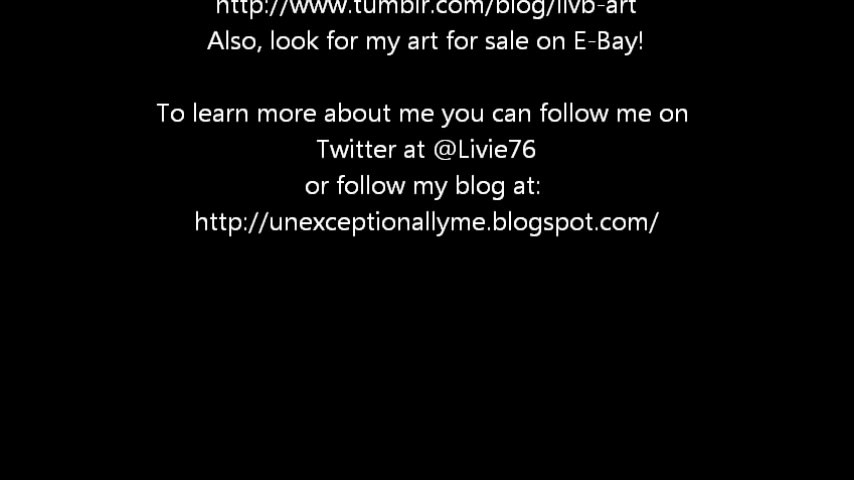 http://www.tumblr.com/blog/livb-art
Also, look for my art for sale on E-Bay!
To learn more about me you can follow me on
Twitter at @Livie76
or follow my blog at:
http://unexceptionallyme.blogspot.com/